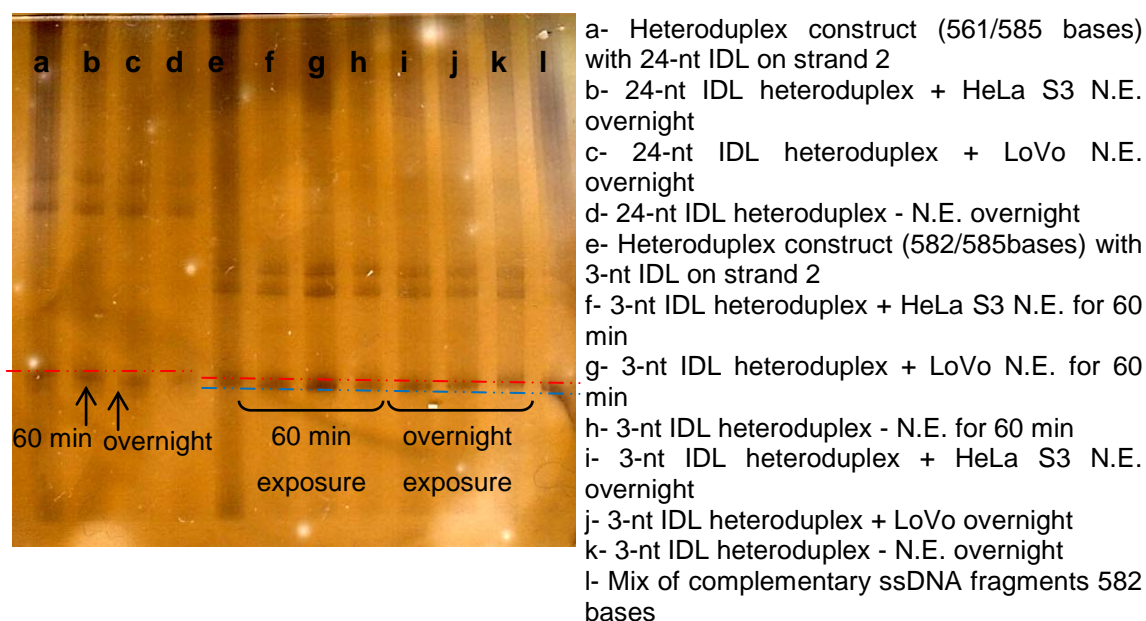 a b c d e f g h i j k l
60 min overnight
60 min
exposure
overnight
exposure
a- Heteroduplex construct (561/585 bases)
with 24-nt IDL on strand 2
b- 24-nt IDL heteroduplex + HeLa S3 N.E.
overnight
c- 24-nt IDL heteroduplex + LoVo N.E.
overnight
d- 24-nt IDL heteroduplex - N.E. overnight
e- Heteroduplex construct (582/585bases) with
3-nt IDL on strand 2
f- 3-nt IDL heteroduplex + HeLa S3 N.E. for 60
min
g- 3-nt IDL heteroduplex + LoVo N.E. for 60
min
h- 3-nt IDL heteroduplex - N.E. for 60 min
i- 3-nt IDL heteroduplex + HeLa S3 N.E.
overnight
j- 3-nt IDL heteroduplex + LoVo overnight
k- 3-nt IDL heteroduplex - N.E. overnight
l- Mix of complementary ssDNA fragments 582
bases